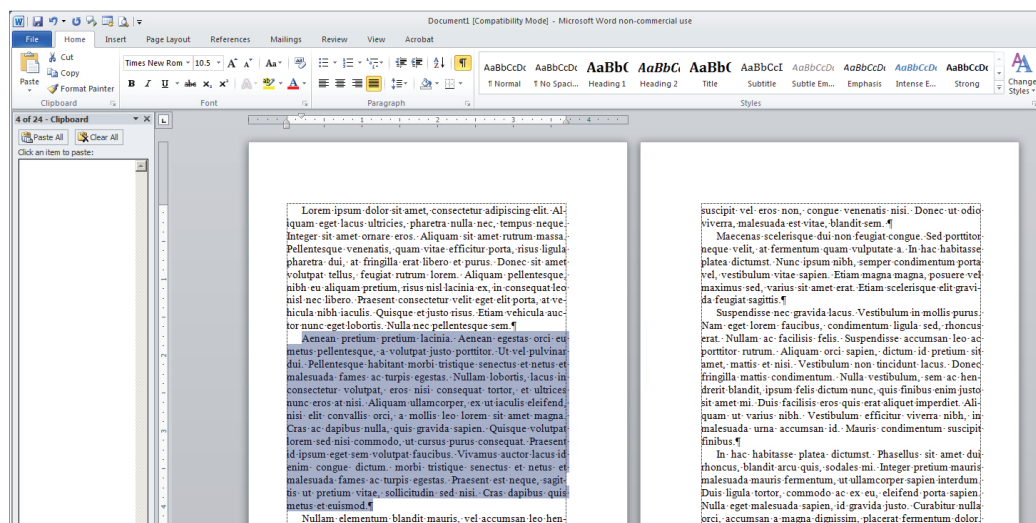 Document1 [Compatibility Mode] - Microsoft Word non-commercial use
File Home Insert Page Layout References Mailings Review View Acrobat
Paste
Cut
Copy
Format Painter
Clipboard
Times New Rom 10.5
Font
Paragraph
AaBbCcDc AaBbCcDc AaBb( AaBbCc AaBb( AaBbCcI AaBbCcDc AaBbCcDc AaBbCcDc AaBbCcDc
¶ Normal ¶ No Spaci... Heading 1 Heading 2 Title Subtitle Subtle Em... Emphasis Intense E... Strong
Styles
Change
Styles
4 of 24 - Clipboard
Paste All Clear All
Click an item to paste:
Lorem ipsum dolor sit amet, consectetur adipiscing elit. Al-
iquam eget lacus ultricies, pharetra nulla nec, tempus neque.
Integer sit amet ornare eros. Aliquam sit amet rutrum massa.
Pellentesque venenatis, quam vitae efficitur porta, risus ligula
pharetra dui, at fringilla erat libero et purus. Donec sit amet
volutpat tellus, feugiat rutrum lorem. Aliquam pellentesque,
nibh eu aliquam pretium, risus nisl lacinia ex, in consequat leo
nisl nec libero. Praesent consectetur velit eget elit porta, at ve-
hicula nibh iaculis. Quisque et justo risus. Etiam vehicula auc-
tor nunc eget lobortis. Nulla nec pellentesque sem.¶
Aenean pretium pretium lacinia. Aenean egestas orci eu
metus pellentesque, a volutpat justo porttitor. Ut vel pulvinar
dui. Pellentesque habitant morbi tristique senectus et netus et
malesuada fames ac turpis egestas. Nullam lobortis, lacus in
consectetur volutpat, eros nisi consequat tortor, et ultrices
nunc eros at nisi. Aliquam ullamcorper, ex ut iaculis eleifend,
nisi elit convallis orci, a mollis leo lorem sit amet magna.
Cras ac dapibus nulla, quis gravida sapien. Quisque volutpat
lorem sed nisi commodo, ut cursus purus consequat. Praesent
id ipsum eget sem volutpat faucibus. Vivamus auctor lacus id
enim congue dictum. morbi tristique senectus et netus et
malesuada fames ac turpis egestas. Praesent est neque, sagit-
tis ut pretium vitae, sollicitudin sed nisi. Cras dapibus quis
metus et euismod.¶
Nullam elementum blandit mauris, vel accumsan leo hen-
suscipit vel eros non, congue venenatis nisi. Donec ut odio
viverra, malesuada est vitae, blandit sem.¶
Maecenas scelerisque dui non feugiat congue. Sed porttitor
neque velit, at fermentum quam vulputate a. In hac habitasse
platea dictumst. Nunc ipsum nibh, semper condimentum porta
vel, vestibulum vitae sapien. Etiam magna magna, posuere vel
maximus sed, varius sit amet erat. Etiam scelerisque elit gravi-
da feugiat sagittis.¶
Suspendisse nec gravida lacus. Vestibulum in mollis purus.
Nam eget lorem faucibus, condimentum ligula sed, rhoncus
erat. Nullam ac facilisis felis. Suspendisse accumsan leo ac
porttitor rutrum. Aliquam orci sapien, dictum id pretium sit
amet, mattis et nisi. Vestibulum non tincidunt lacus. Donec
fringilla mattis condimentum. Nulla vestibulum, sem ac hen-
drerit blandit, ipsum felis dictum nunc, quis finibus enim justo
sit amet mi. Duis facilisis eros quis erat aliquet imperdiet. Ali-
quam ut varius nibh. Vestibulum efficitur viverra nibh, in
malesuada urna accumsan id. Mauris condimentum suscipit
finibus.¶
In hac habitasse platea dictumst. Phasellus sit amet dui
rhoncus, blandit arcu quis, sodales mi. Integer pretium mauris
malesuada mauris fermentum, ut ullamcorper sapien interdum.
Duis ligula tortor, commodo ac ex eu, eleifend porta sapien.
Nulla eget malesuada sapien, id gravida justo. Curabitur nulla
orci, accumsan a magna dignissim, placerat fermentum dolor.